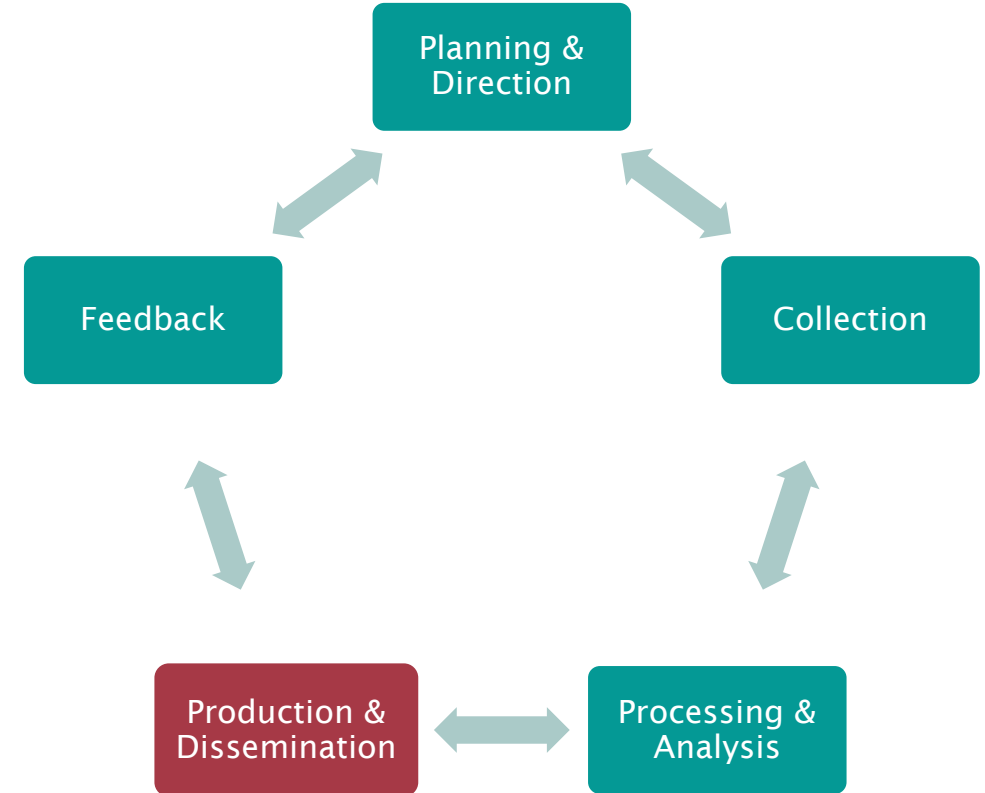 Planning &
Direction
Feedback
Collection
Production &
Dissemination
Processing &
Analysis